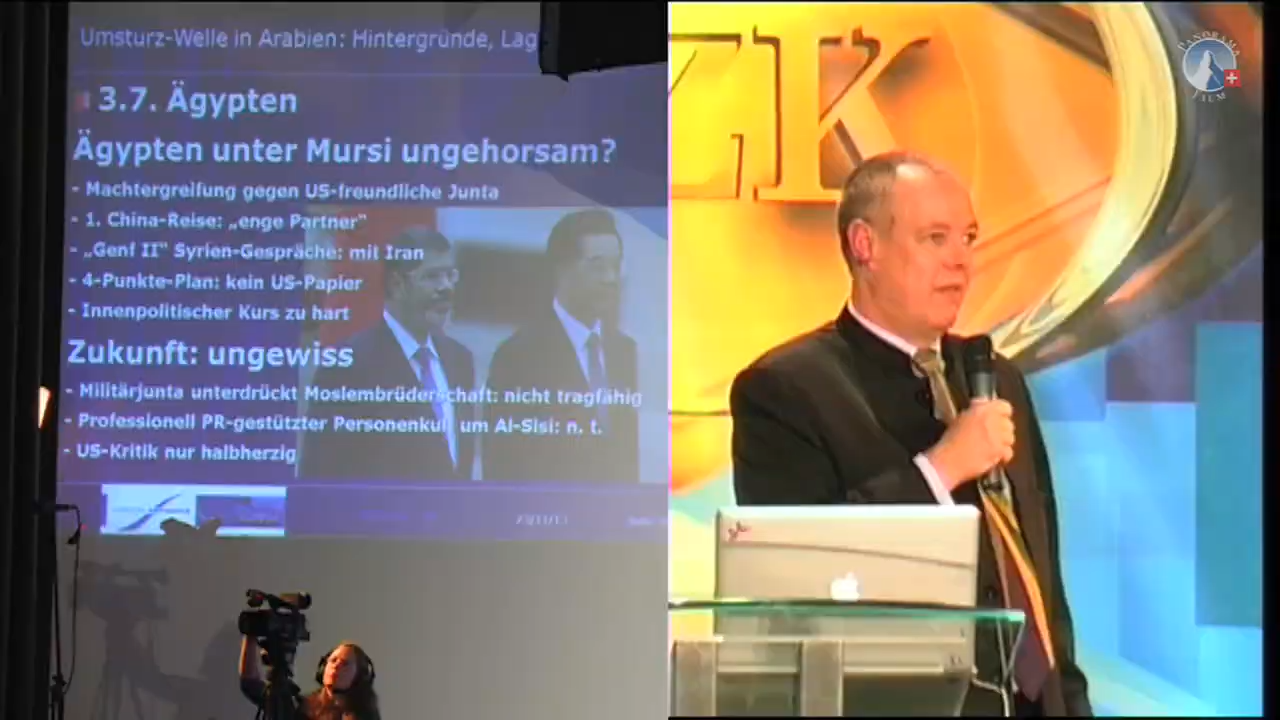 Umsturz-Welle in Arabien: Hintergründe, Lag
3.7. Ägypten
Ägypten unter Mursi ungehorsam?
- Machtergreifung gegen US-freundliche Junta
- 1. China-Reise: „enge Partner"
- „Genf II" Syrien-Gespräche: mit Iran
- 4-Punkte-Plan: kein US-Papier
- Innenpolitischer Kurs zu hart
Zukunft: ungewiss
- Militärjunta unterdrückt Moslembrüderschaft: nicht tragfähig
- Professionell PR-gestützter Personenkul um Al-Sisi: n. t.
- US-Kritik nur halbherzig
ZK
PANORAMA
FILM